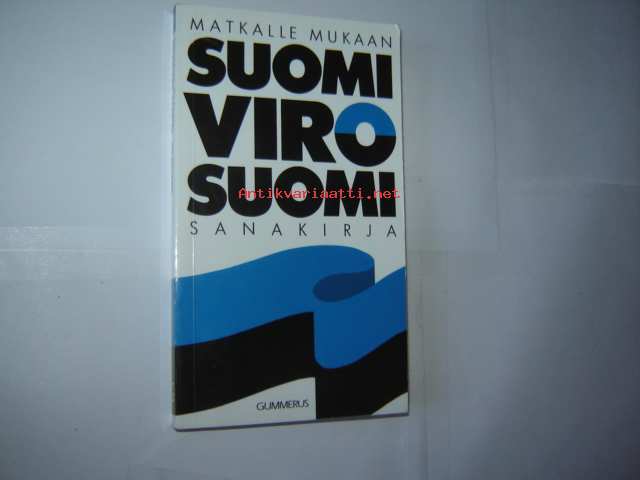 MATKALLE MUKAAN
SUOMI
VIRO
SUOMI
Antikvariaatti.net
SANAKIRJA
GUMMERUS